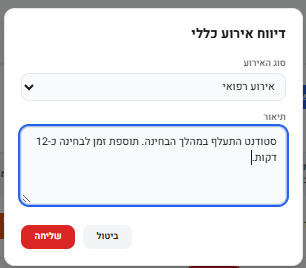 דיווח אירוע כללי
סוג האירוע
אירוע רפואי
תיאור
סטודנט התעלף במהלך הבחינה. תוספת זמן לבחינה כ-12
דקות.
ביטול
שליחה